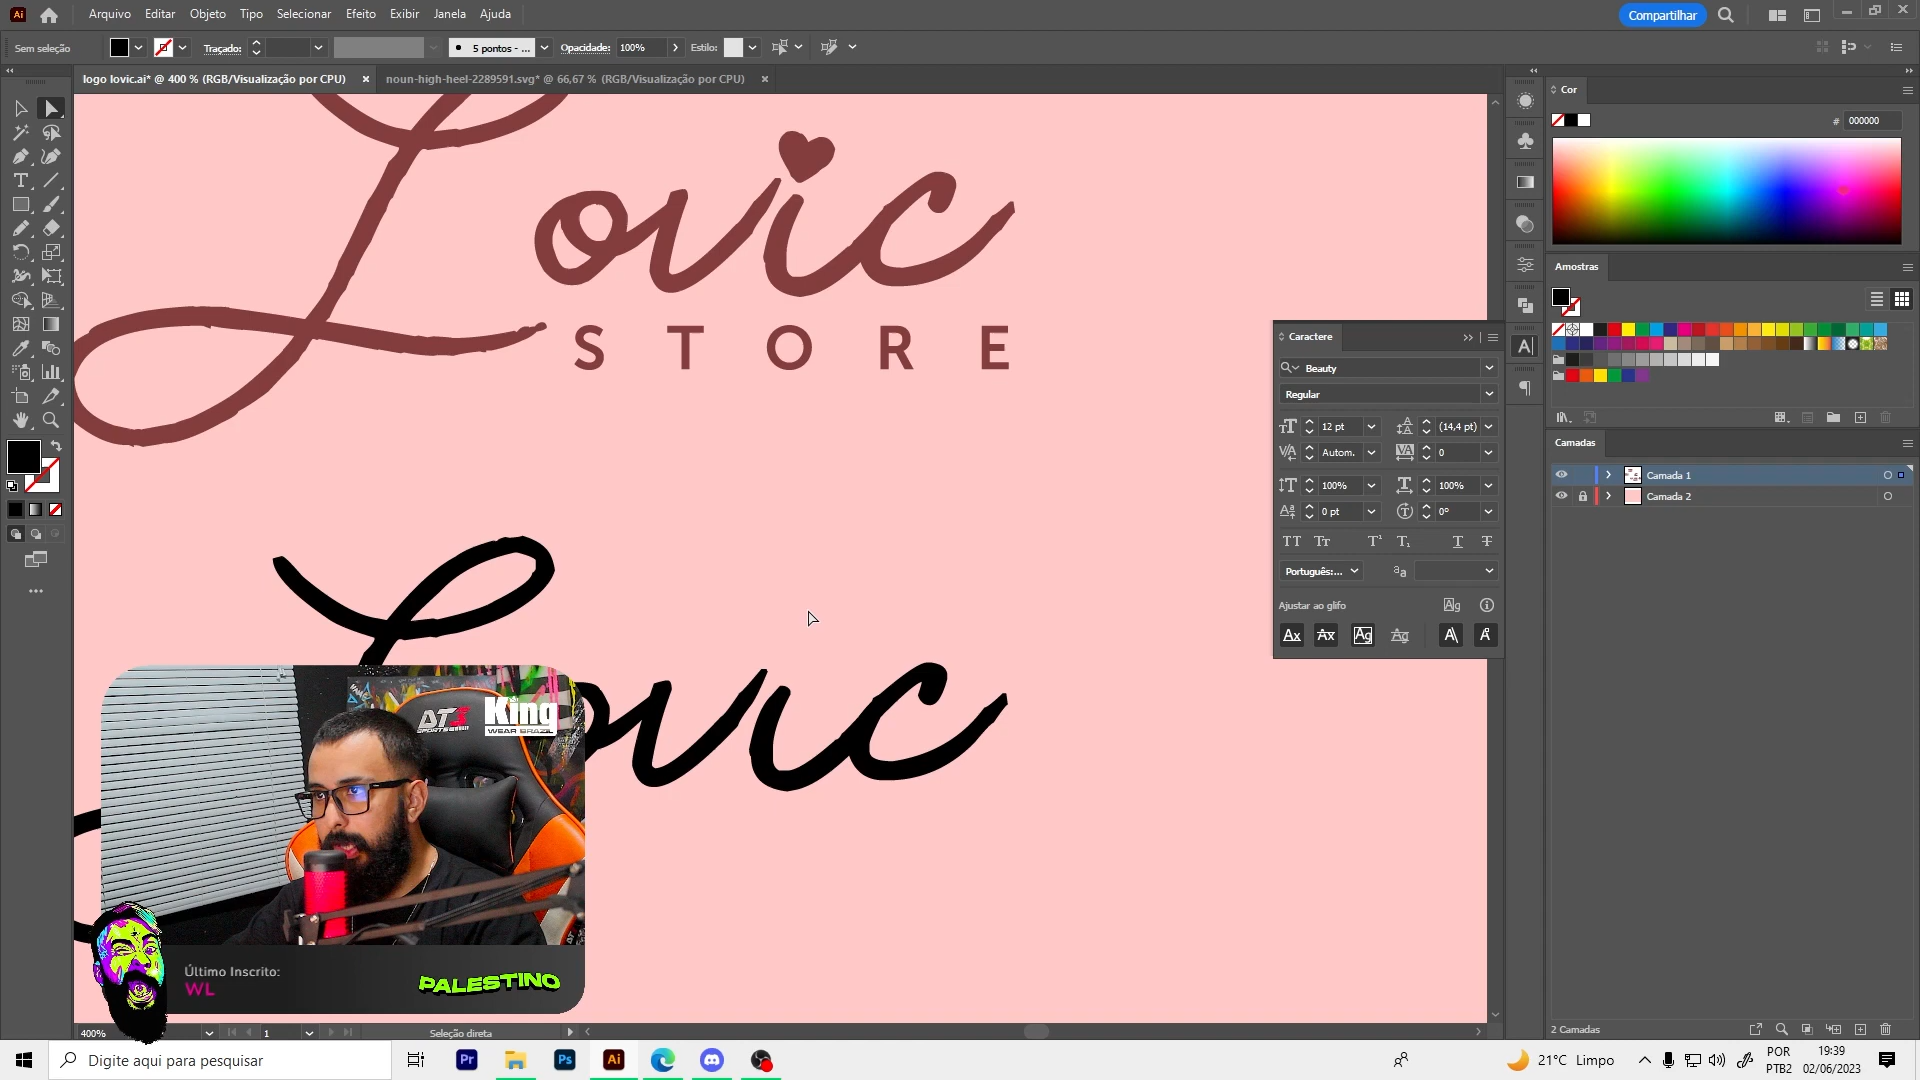 Arquivo Editar Objeto Tipo Selecionar Efeito Exibir Janela Ajuda
Compartilhar
Sem seleção
Traçado:
5 pontos - ...
Opacidade: 100%
Estilo:
logo lovic.ai* @ 400 % (RGB/Visualização por CPU)
noun-high-heel-2289591.svg* @ 66,67 % (RGB/Visualização por CPU)
Lovic
STORE
Lovic
Cor
# 000000
Amostras
Caractere
Beauty
Regular
12 pt
(14,4 pt)
Autom.
0
100%
100%
0 pt
0°
Português:...
Ajustar ao glifo
Camadas
Camada 1
Camada 2
2 Camadas
King
WEAR BRAZIL
Último Inscrito:
WL
PALESTINO
400%
1
Seleção direta
Digite aqui para pesquisar
21°C Limpo
POR
PTB2
19:39
02/06/2023